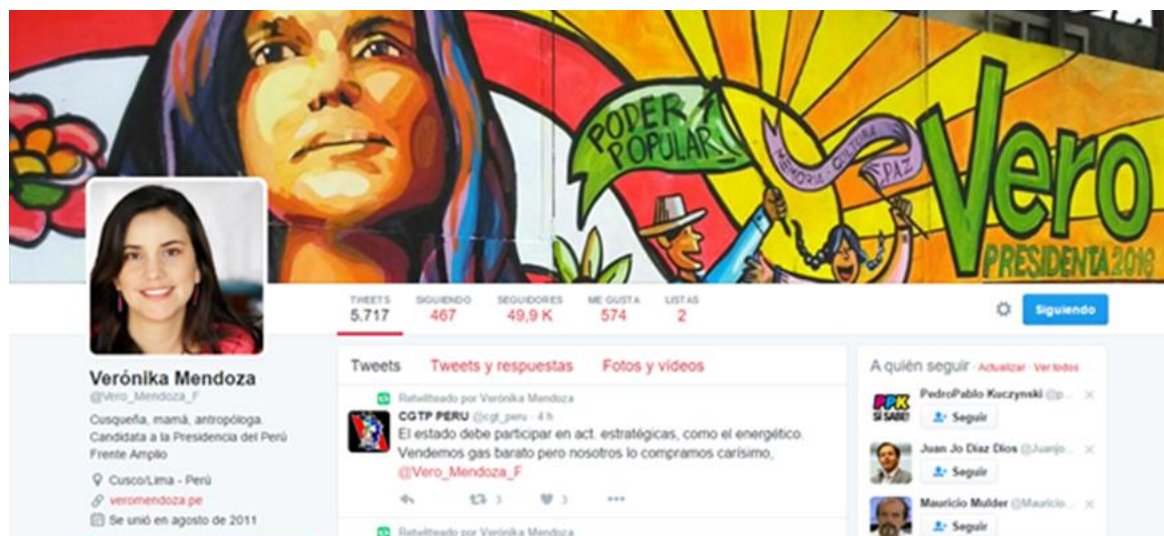 PODER
POPULAR
MEMORIA - CULTURA
PAZ
Vero
PRESIDENTA 2016
TWEETS
5.717
SIGUIENDO
467
SEGUIDORES
49,9 K
ME GUSTA
574
LISTAS
2
Siguiendo
Verónika Mendoza
@Vero_Mendoza_F
Cusqueña, mamá, antropóloga.
Candidata a la Presidencia del Perú
Frente Amplio
Cusco/Lima - Perú
veromendoza.pe
Se unió en agosto de 2011
Tweets Tweets y respuestas Fotos y vídeos
Retwitteado por Verónika Mendoza
CGTP PERU @cgt_peru · 4 h
El estado debe participar en act. estratégicas, como el energético.
Vendemos gas barato pero nosotros lo compramos carísimo,
@Vero_Mendoza_F
3 3
Retwitteado por Verónika Mendoza
A quién seguir · Actualizar · Ver todos
PPK
SÍ SABE!
PedroPablo Kuczynski @p...
Seguir
Juan Jo Díaz Dios @Juanjo...
Seguir
Mauricio Mulder @Mauricio...
Seguir